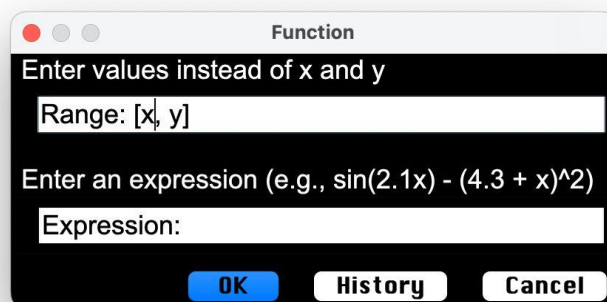 Function
Enter values instead of x and y
Range: [x, y]
Enter an expression (e.g., sin(2.1x) - (4.3 + x)^2)
Expression:
OK History Cancel